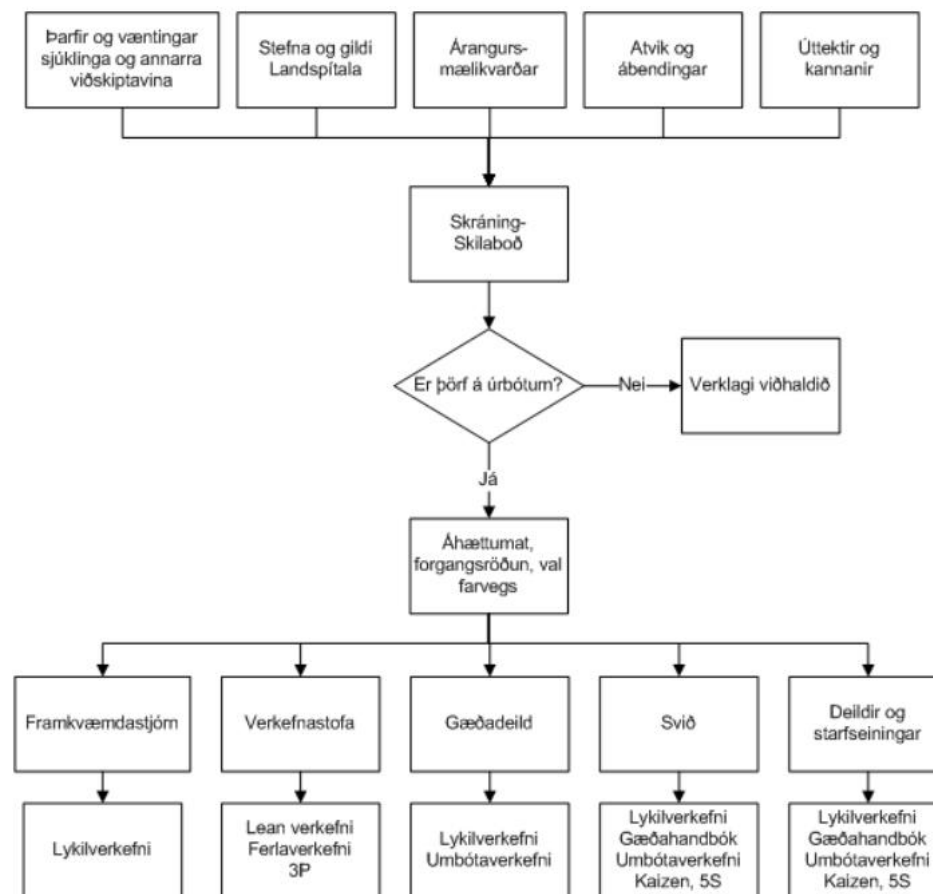 Þarfir og væntingar
sjúklinga og annarra
viðskiptavina
Stefna og gildi
Landspítala
Árangurs-
mælikvarðar
Atvik og
ábendingar
Úttektir og
kannanir
Skráning-
Skilaboð
Er þörf á úrbótum?
Nei
Verklagi viðhaldið
Já
Áhættumat,
forgangsröðun, val
farvegs
Framkvæmdastjórn
Verkefnastofa
Gæðadeild
Svið
Deildir og
starfseiningar
Lykilverkefni
Lean verkefni
Ferlaverkefni
3P
Lykilverkefni
Umbótaverkefni
Lykilverkefni
Gæðahandbók
Umbótaverkefni
Kaizen, 5S
Lykilverkefni
Gæðahandbók
Umbótaverkefni
Kaizen, 5S